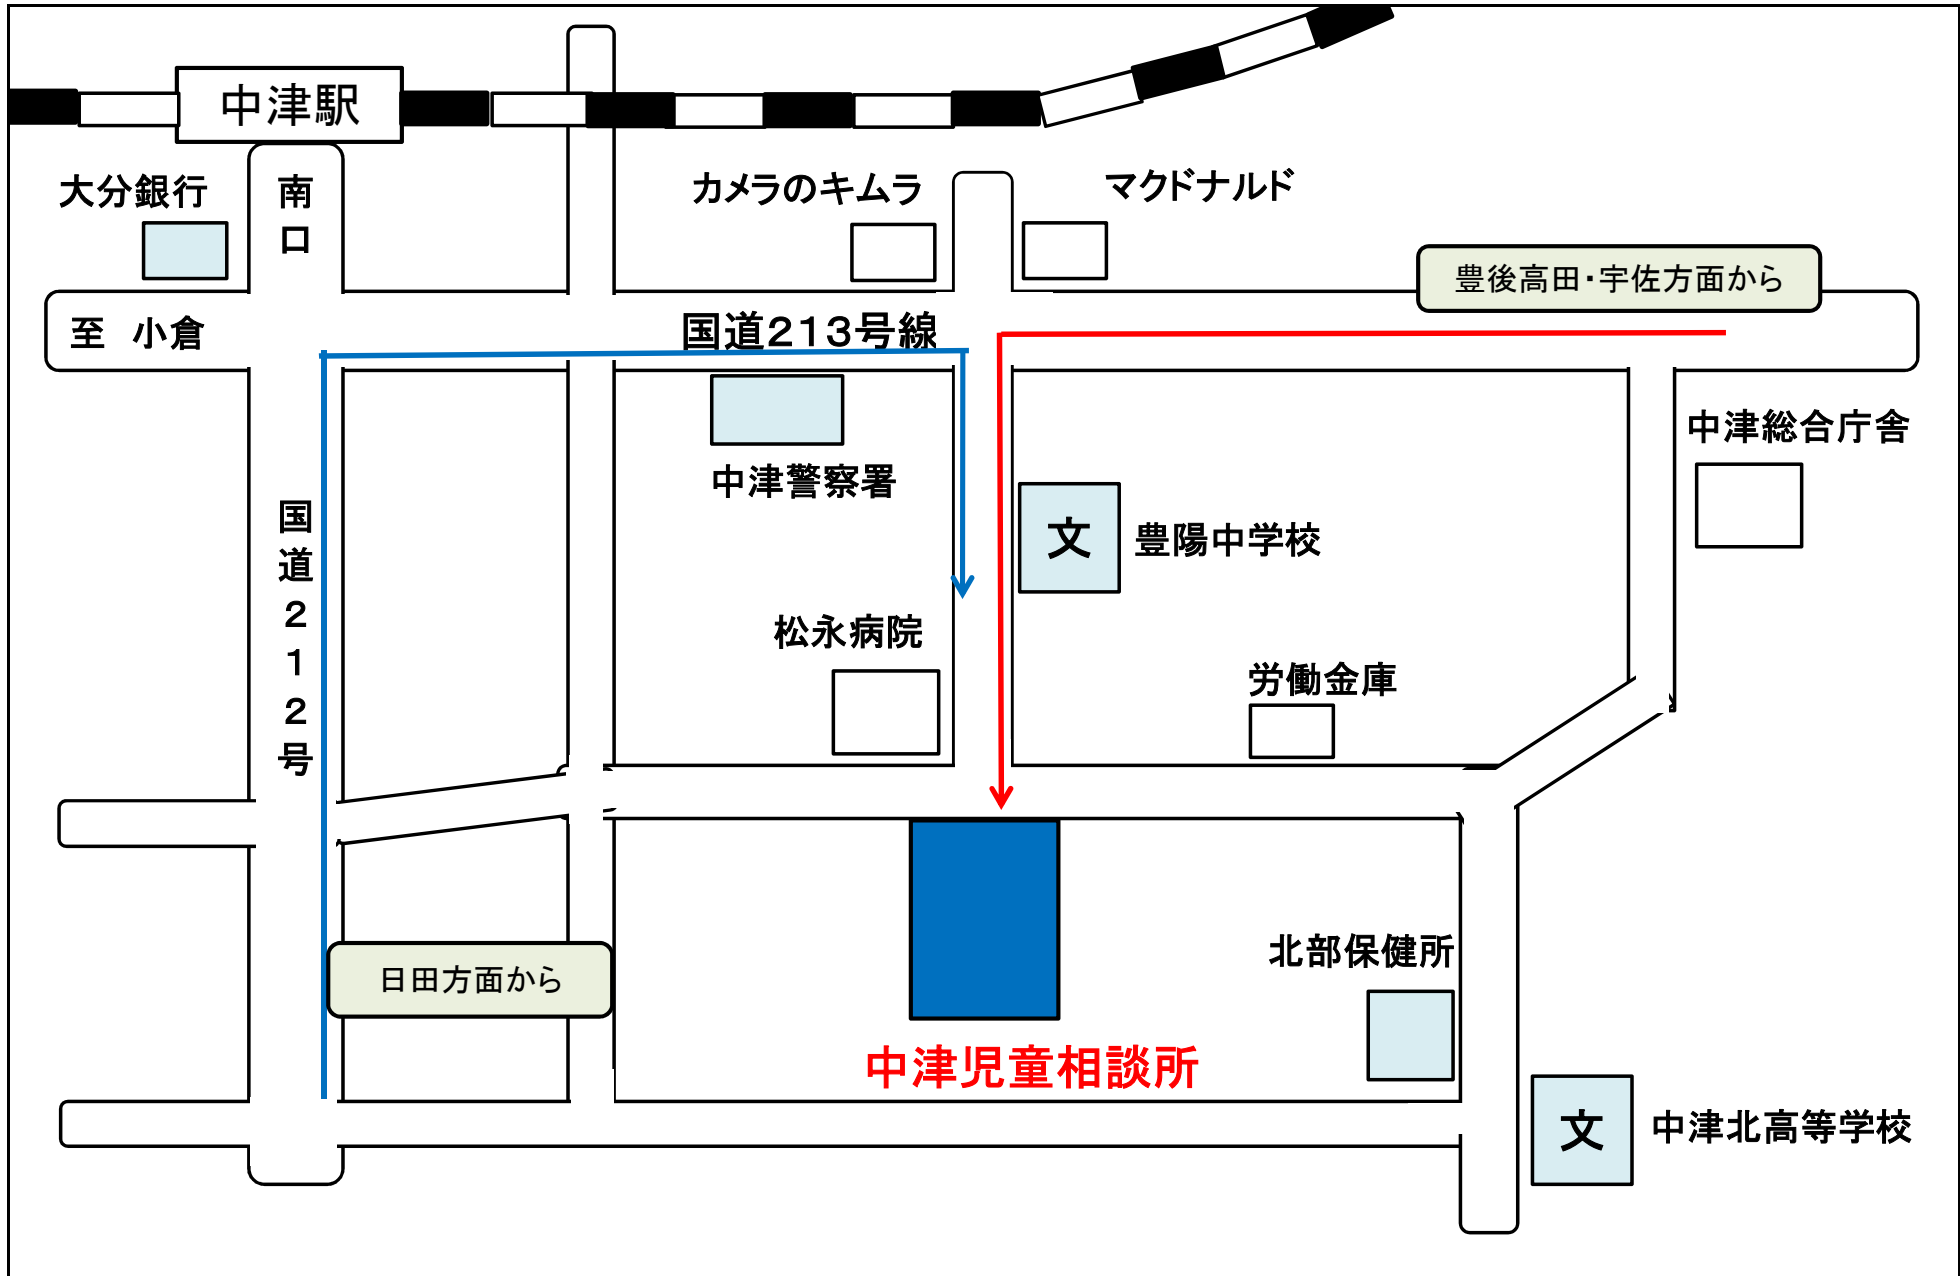 中津駅
大分銀行
南口
カメラのキムラ
マクドナルド
豊後高田・宇佐方面から
至 小倉
国道213号線
中津総合庁舎
中津警察署
国道212号
文
豊陽中学校
松永病院
労働金庫
北部保健所
日田方面から
中津児童相談所
文
中津北高等学校